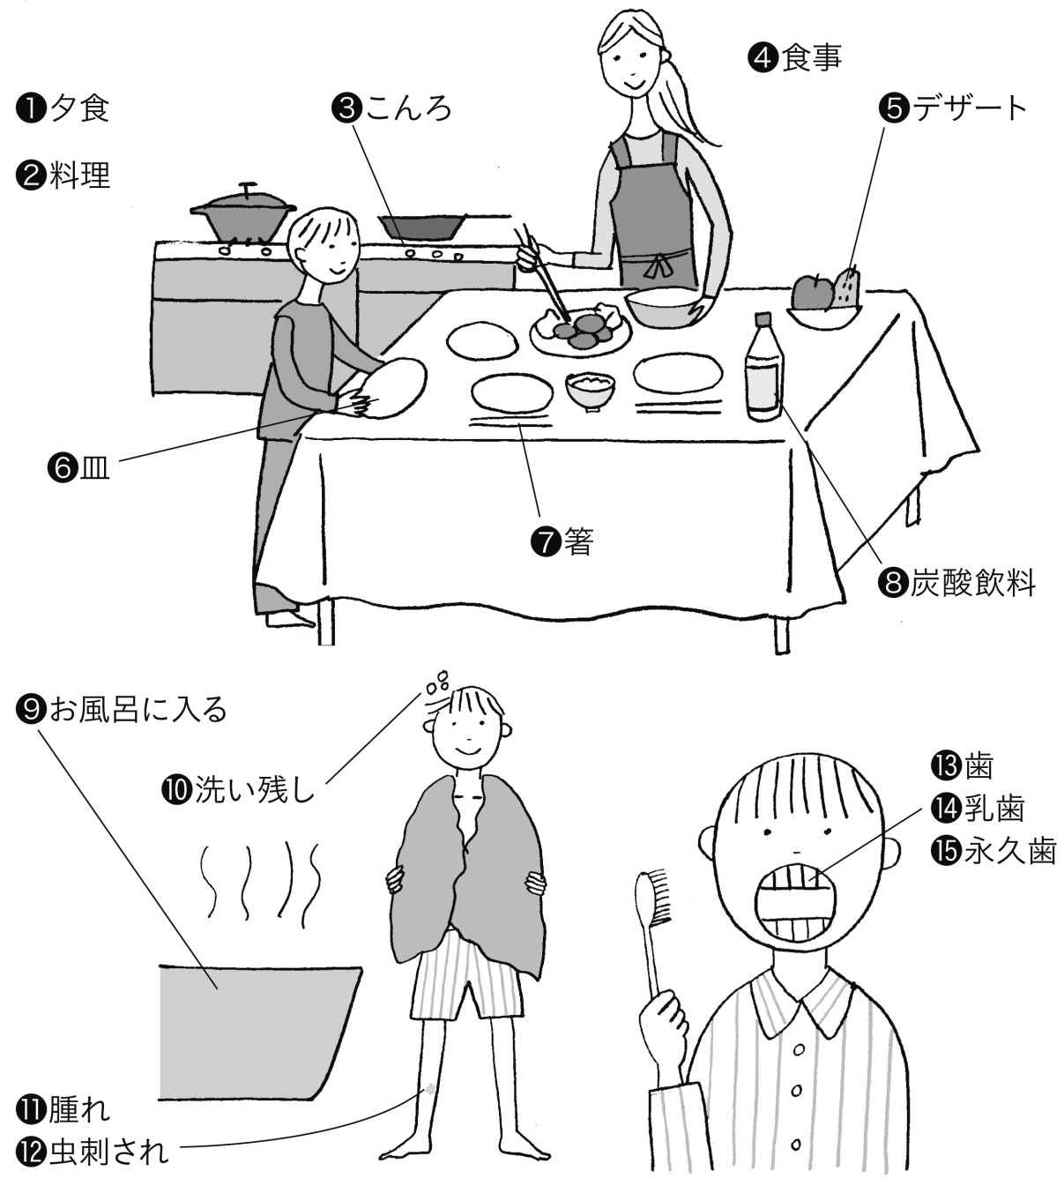 ❶夕食
❷料理
❸こんろ
❹食事
❺デザート
❻皿
❼箸
❽炭酸飲料
❾お風呂に入る
❿洗い残し
⓫腫れ
⓬虫刺され
⓭歯
⓮乳歯
⓯永久歯